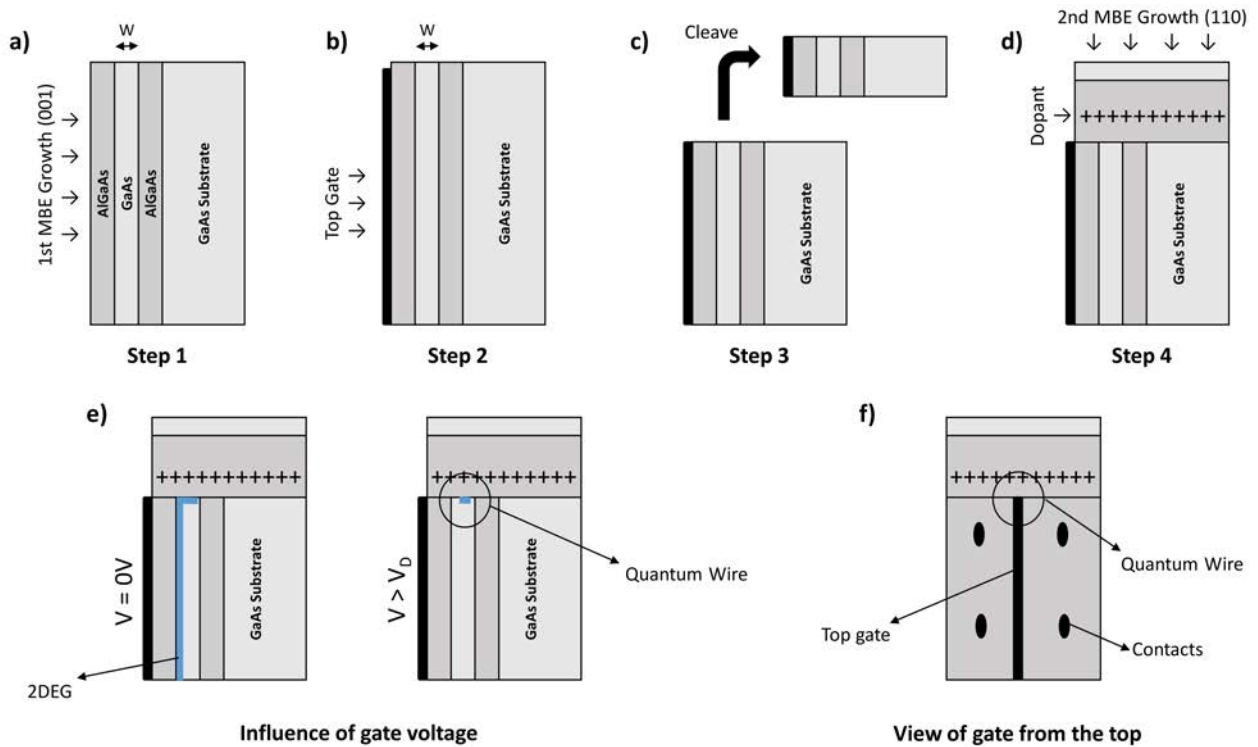 a)
W
1st MBE Growth (001)
AlGaAs
GaAs
AlGaAs
GaAs Substrate
Step 1
b)
W
Top Gate
GaAs Substrate
Step 2
c)
Cleave
GaAs Substrate
Step 3
d)
2nd MBE Growth (110)
Dopant
++++++++++
GaAs Substrate
Step 4
e)
++++++++++
V = 0V
GaAs Substrate
2DEG
++++++++++
V > VD
GaAs Substrate
Quantum Wire
Influence of gate voltage
f)
++++++++++
Quantum Wire
Top gate
Contacts
View of gate from the top